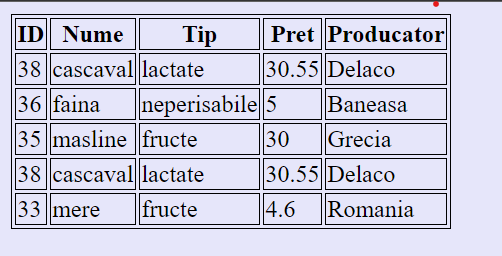 ID Nume Tip Pret Producator
38 cascaval lactate 30.55 Delaco
36 faina neperisabile 5 Baneasa
35 masline fructe 30 Grecia
38 cascaval lactate 30.55 Delaco
33 mere fructe 4.6 Romania